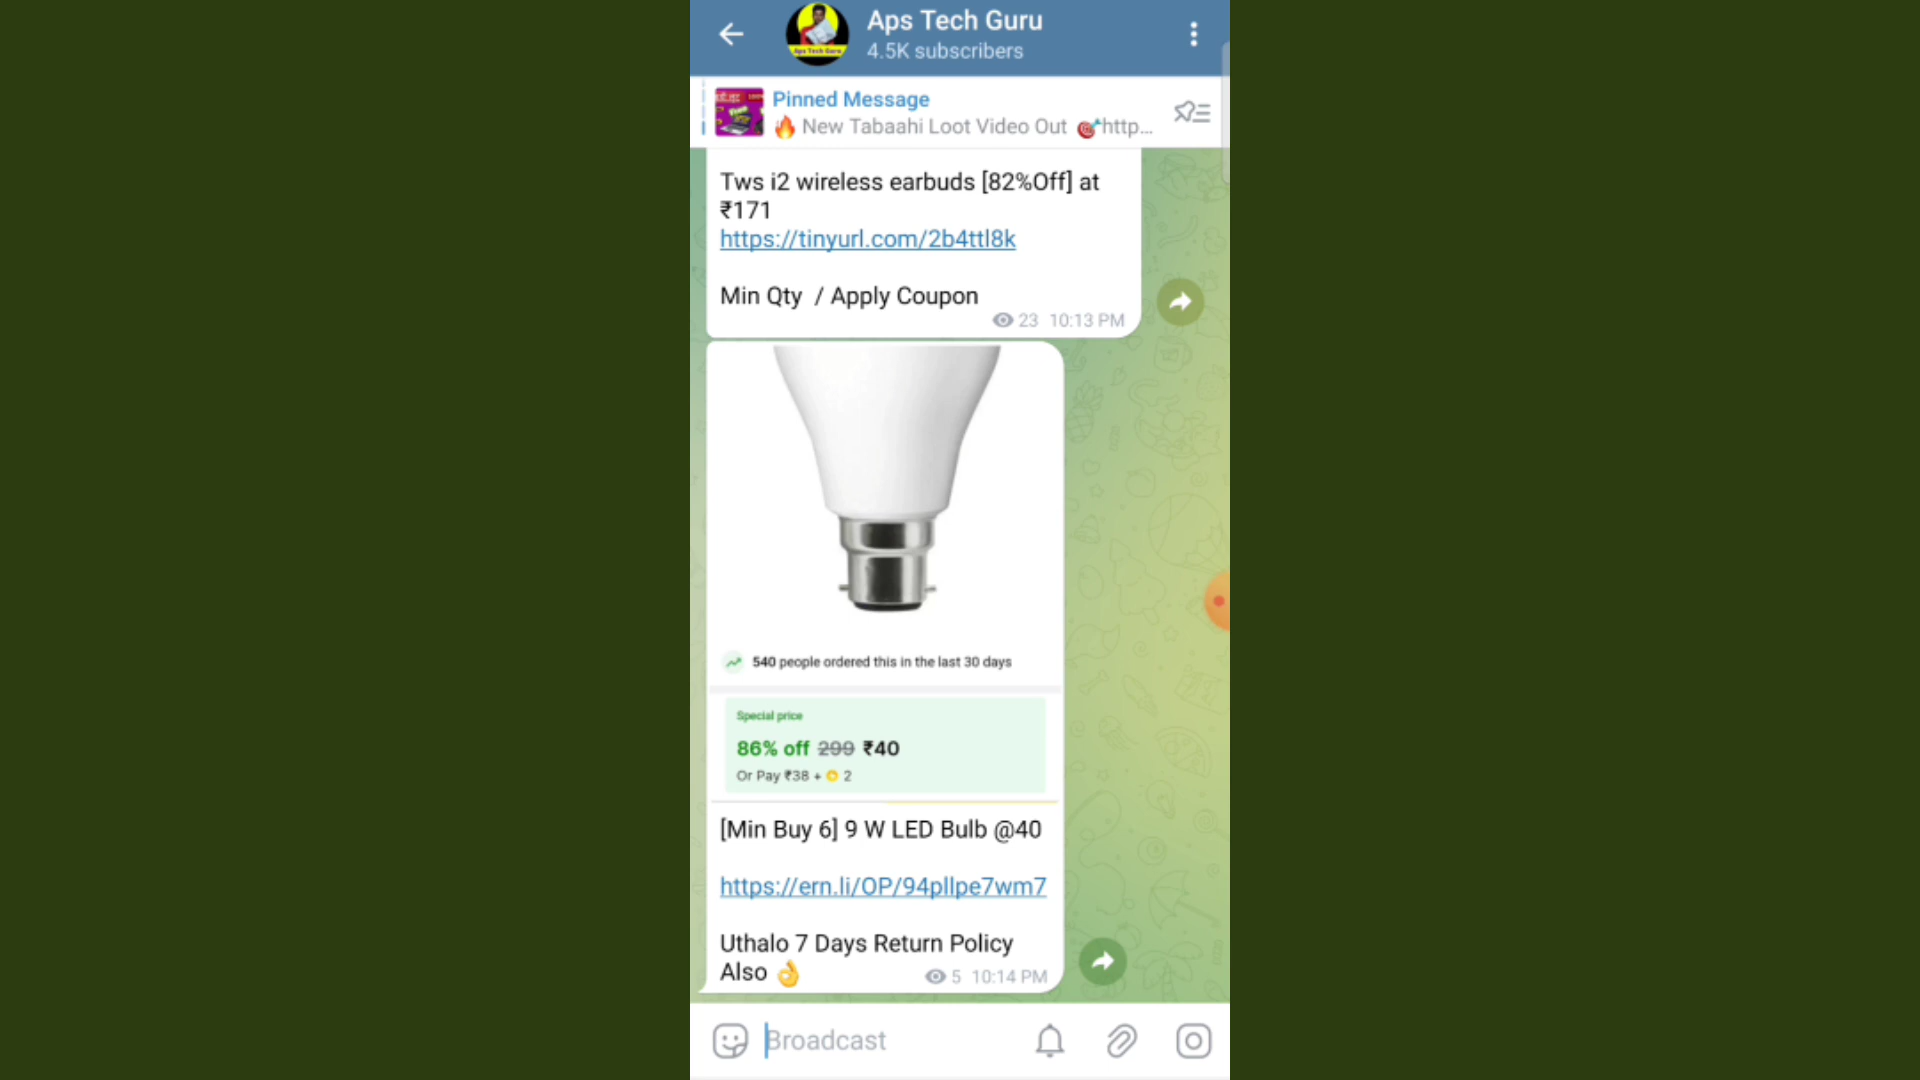 Aps Tech Guru
4.5K subscribers
Pinned Message
🔥 New Tabaahi Loot Video Out 🎯http...
Tws i2 wireless earbuds [82%Off] at
₹171
https://tinyurl.com/2b4ttl8k
Min Qty / Apply Coupon
23 10:13 PM
540 people ordered this in the last 30 days
Special price
86% off 299 ₹40
Or Pay ₹38 + 2
[Min Buy 6] 9 W LED Bulb @40
https://ern.li/OP/94pllpe7wm7
Uthalo 7 Days Return Policy
Also 👌
5 10:14 PM
Broadcast